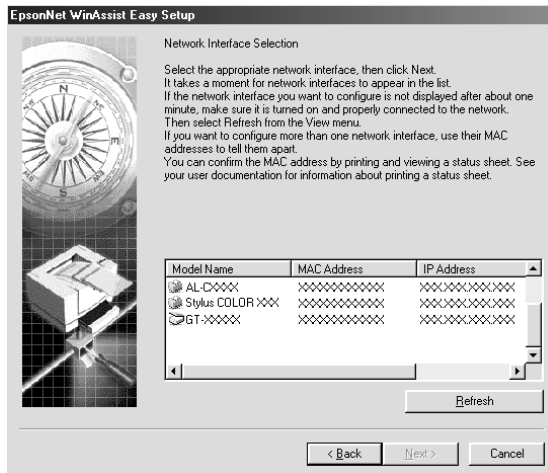 EpsonNet WinAssist Easy Setup
Network Interface Selection
Select the appropriate network interface, then click Next.
It takes a moment for network interfaces to appear in the list.
If the network interface you want to configure is not displayed after about one
minute, make sure it is turned on and properly connected to the network.
Then select Refresh from the View menu.
If you want to configure more than one network interface, use their MAC
addresses to tell them apart.
You can confirm the MAC address by printing and viewing a status sheet. See
your user documentation for information about printing a status sheet.
N
E
S
Model Name MAC Address IP Address
AL-CXXXX XXXXXXXXXXXX XXX.XXX.XXX.XXX
Stylus COLOR XXX XXXXXXXXXXXX XXX.XXX.XXX.XXX
GT-XXXXX XXXXXXXXXXXX XXX.XXX.XXX.XXX
Refresh
< Back Next > Cancel